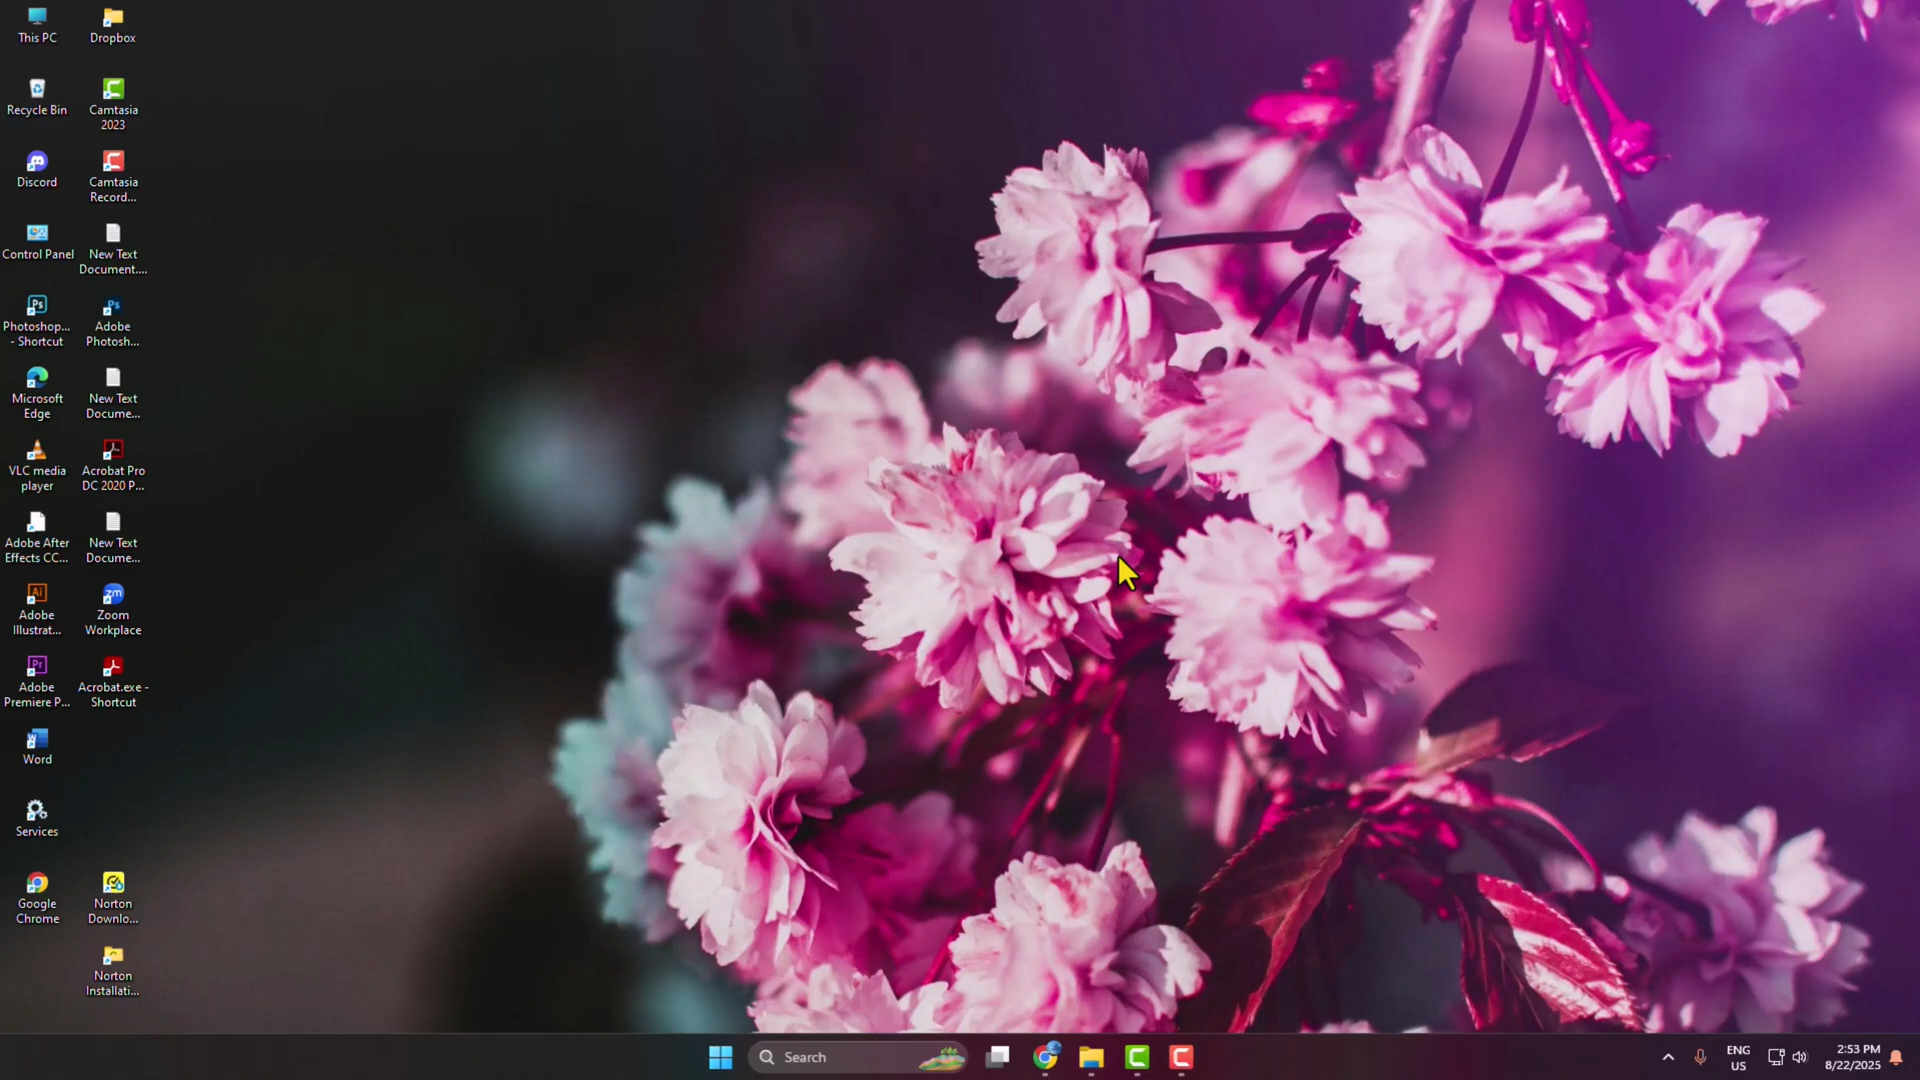 This PC
Dropbox
Recycle Bin
Camtasia
2023
Discord
Camtasia
Record...
Control Panel
New Text
Document....
Photoshop...
- Shortcut
Adobe
Photosh...
Microsoft
Edge
New Text
Docume...
VLC media
player
Acrobat Pro
DC 2020 P...
Adobe After
Effects CC...
New Text
Docume...
Adobe
Illustrat...
Zoom
Workplace
Adobe
Premiere P...
Acrobat.exe -
Shortcut
Word
Services
Google
Chrome
Norton
Downlo...
Norton
Installati...
Search
ENG
US
2:53 PM
8/22/2025